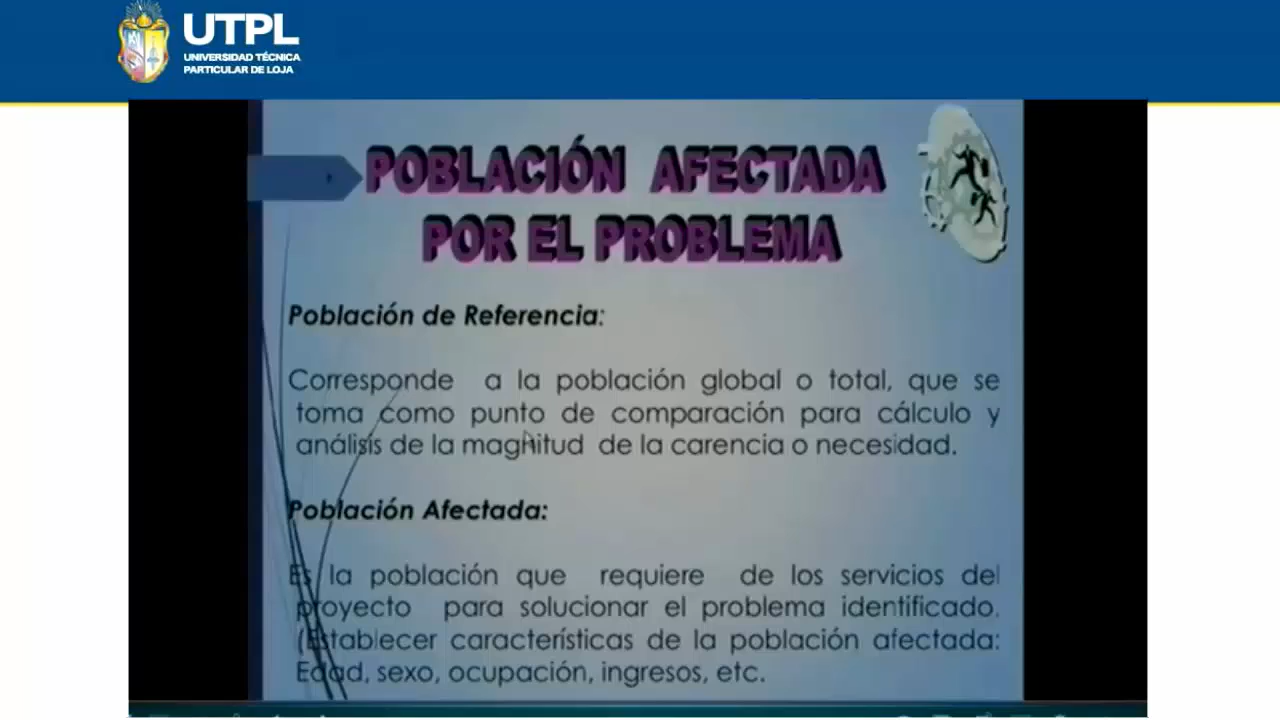 UTPL
UNIVERSIDAD TÉCNICA
PARTICULAR DE LOJA
POBLACIÓN AFECTADA
POR EL PROBLEMA
Población de Referencia:
Corresponde a la población global o total, que se
toma como punto de comparación para cálculo y
análisis de la magnitud de la carencia o necesidad.
Población Afectada:
Es la población que requiere de los servicios del
proyecto para solucionar el problema identificado.
(Establecer características de la población afectada:
Edad, sexo, ocupación, ingresos, etc.